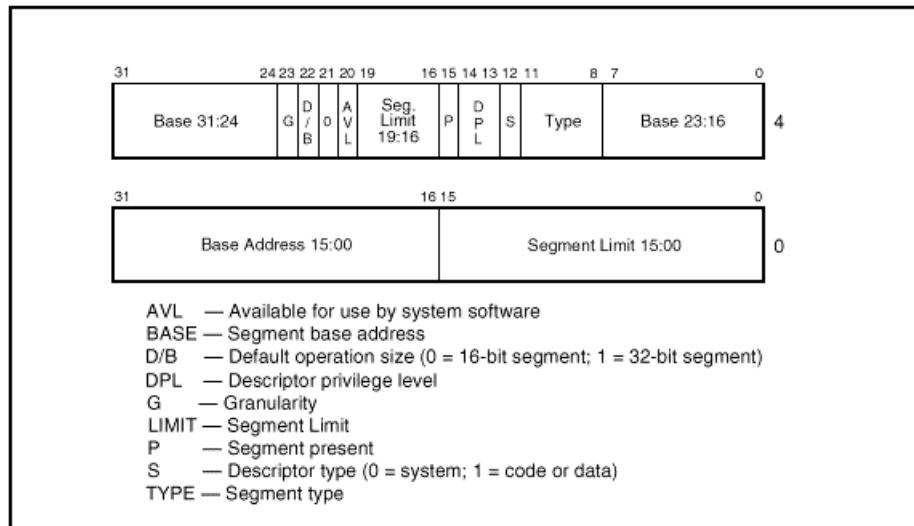 31 24 23 22 21 20 19 16 15 14 13 12 11 8 7 0
Base 31:24 G D/B 0 AVL Seg. Limit 19:16 P DPL S Type Base 23:16 4
31 16 15 0
Base Address 15:00 Segment Limit 15:00 0
AVL — Available for use by system software
BASE — Segment base address
D/B — Default operation size (0 = 16-bit segment; 1 = 32-bit segment)
DPL — Descriptor privilege level
G — Granularity
LIMIT — Segment Limit
P — Segment present
S — Descriptor type (0 = system; 1 = code or data)
TYPE — Segment type